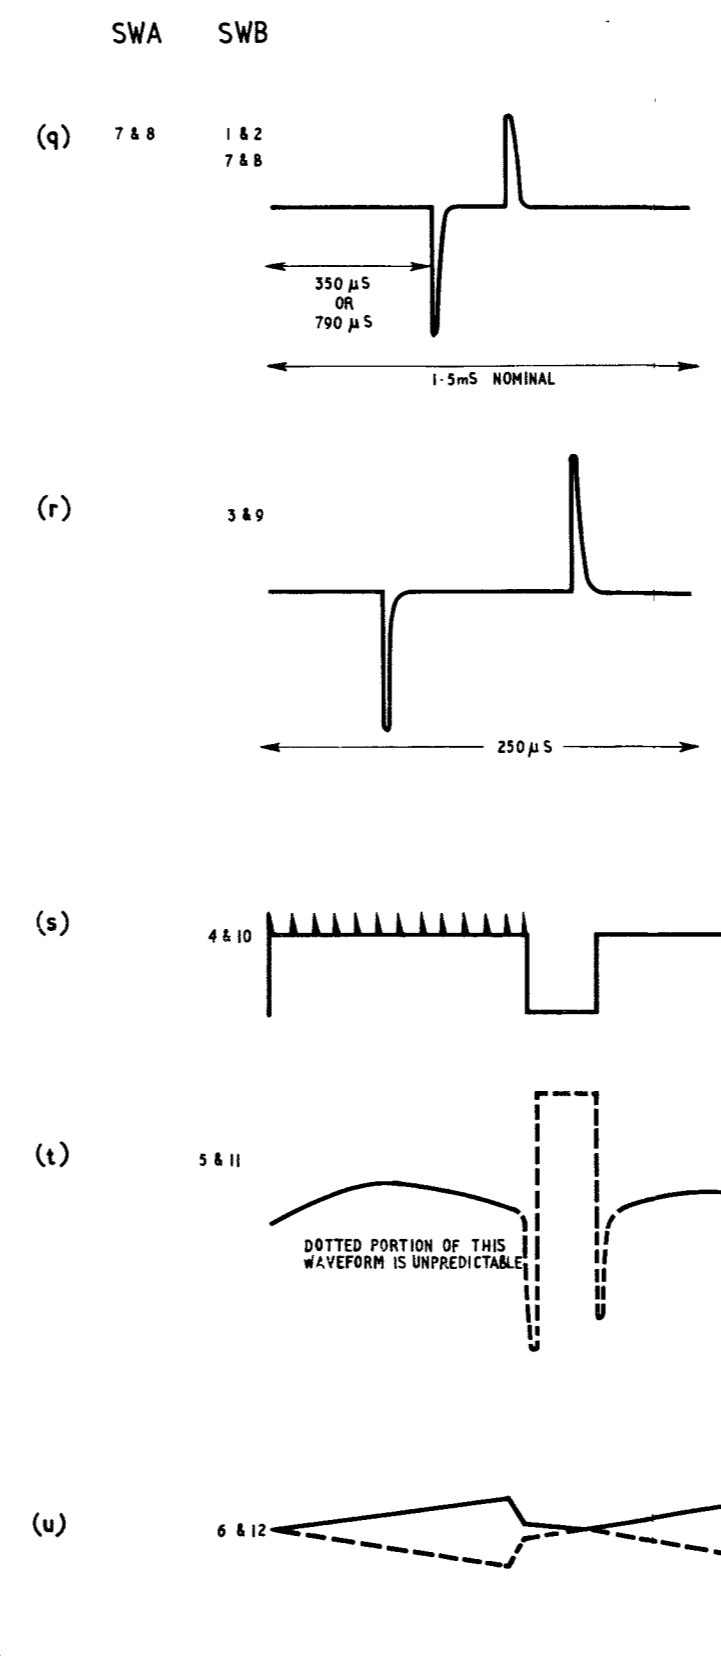 SWA SWB
(q) 7 & 8 1 & 2
7 & B
350 μS
OR
790 μS
1·5mS NOMINAL
(r) 3 & 9
250 μS
(s) 4 & 10
(t) 5 & 11
DOTTED PORTION OF THIS
WAVEFORM IS UNPREDICTABLE
(u) 6 & 12